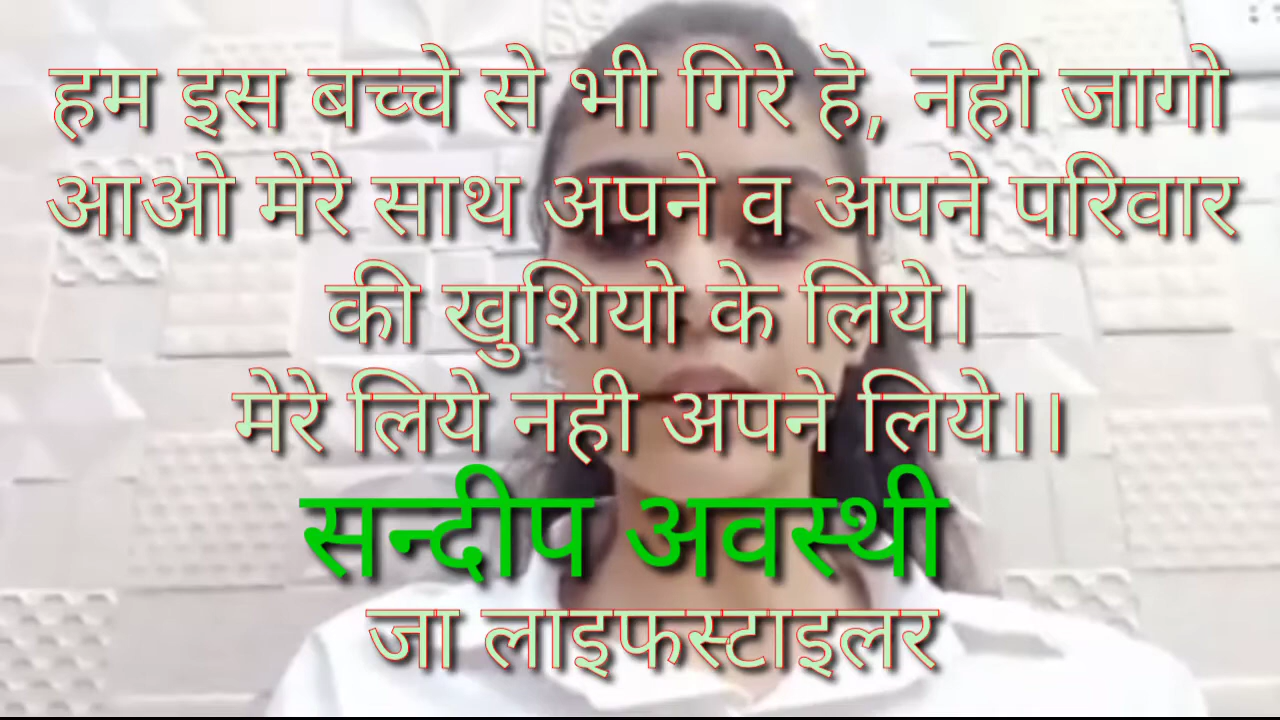 हम इस बच्चे से भी गिरे हॆ, नही जागो
आओ मेरे साथ अपने व अपने परिवार
की खुशियो के लिये।
मेरे लिये नही अपने लिये।।
सन्दीप अवस्थी
जा लाइफस्टाइलर